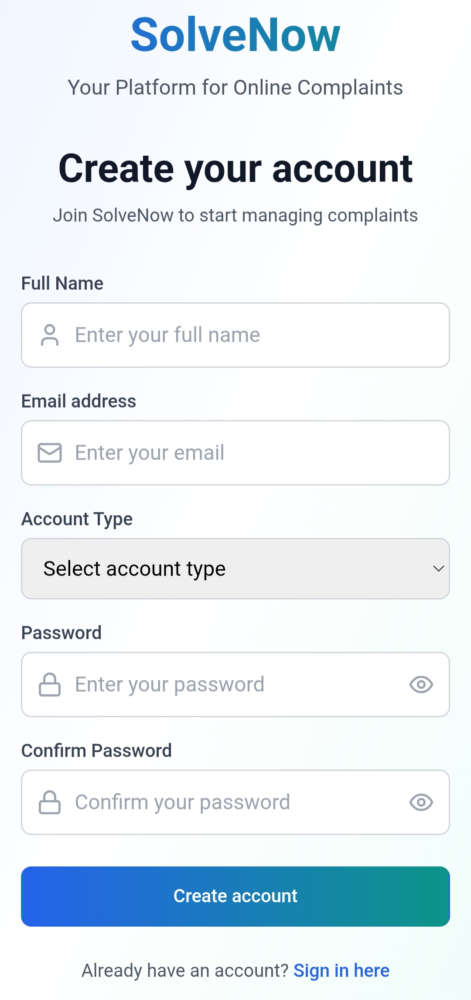 SolveNow
Your Platform for Online Complaints
Create your account
Join SolveNow to start managing complaints
Full Name
Enter your full name
Email address
Enter your email
Account Type
Select account type
Password
Enter your password
Confirm Password
Confirm your password
Create account
Already have an account? Sign in here